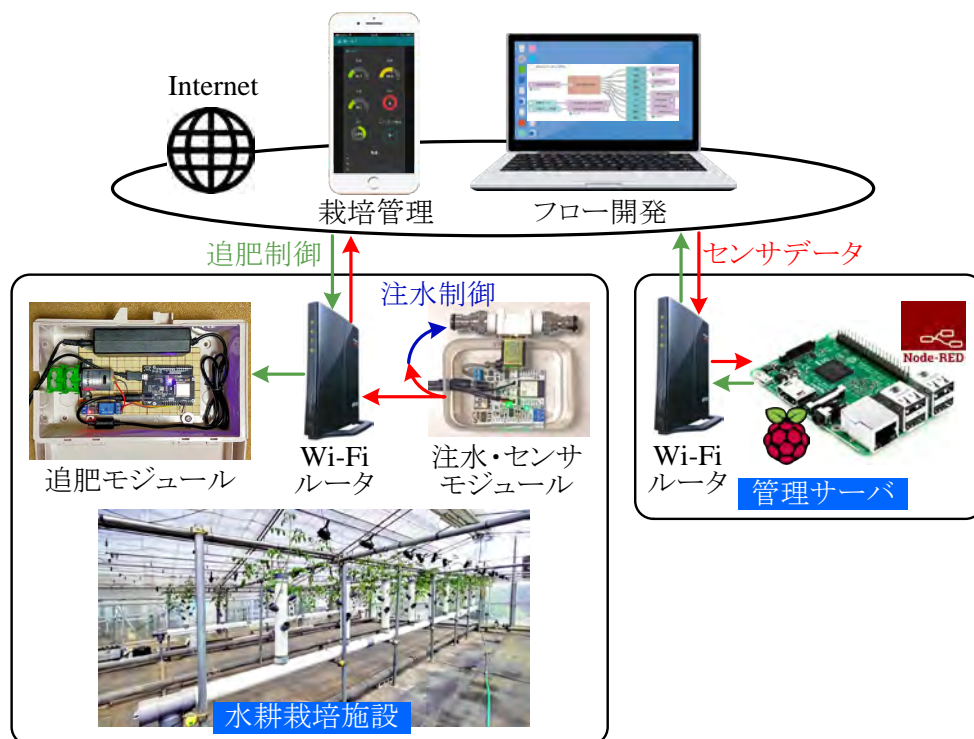 Internet
栽培管理
フロー開発
追肥制御
センサデータ
注水制御
Node-RED
Wi-Fi
ルータ
追肥モジュール
注水・センサ
モジュール
Wi-Fi
ルータ
管理サーバ
水耕栽培施設